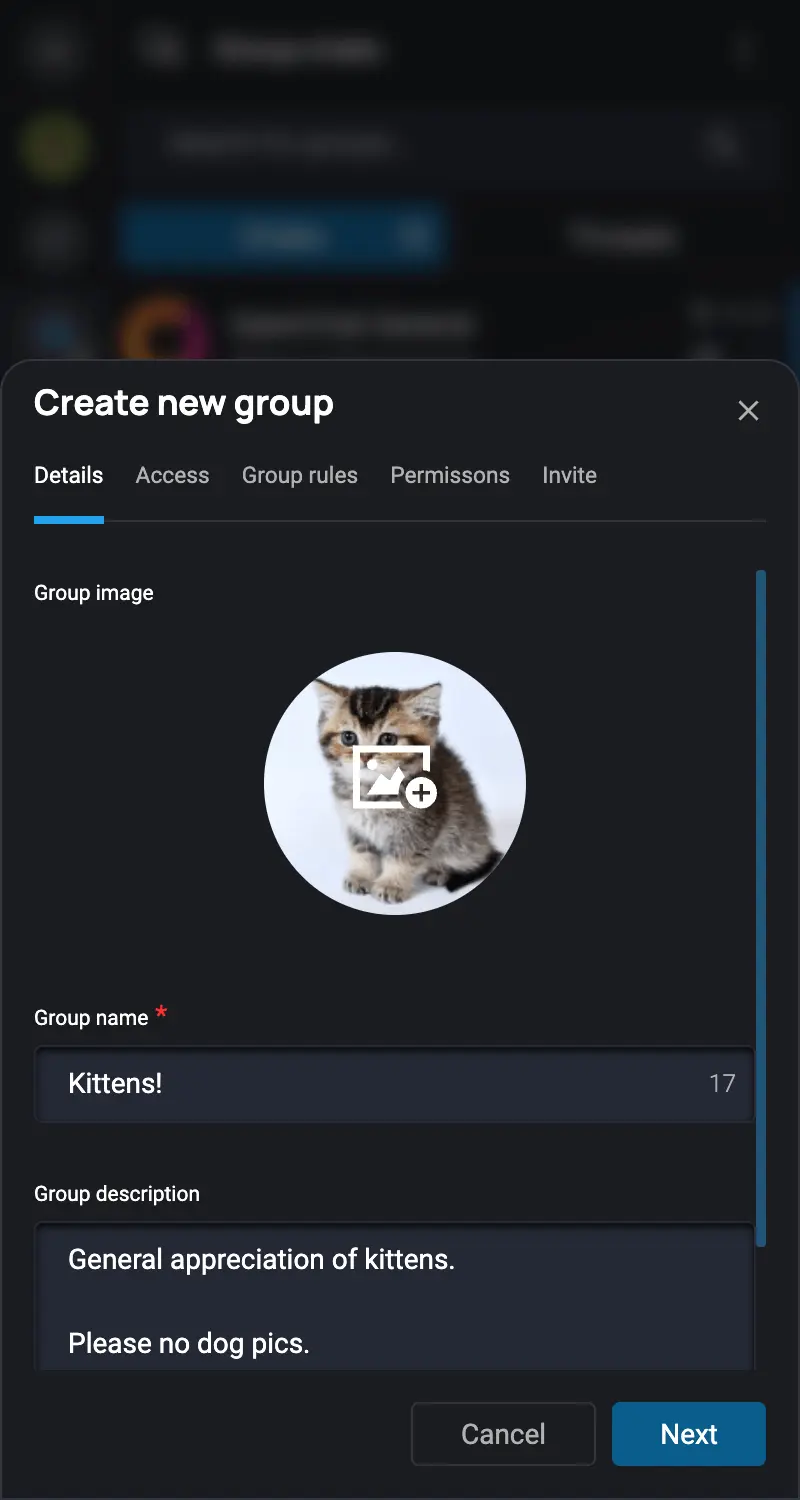 Create new group
Details Access Group rules Permissons Invite
Group image
Group name *
Kittens! 17
Group description
General appreciation of kittens.
Please no dog pics.
Cancel Next